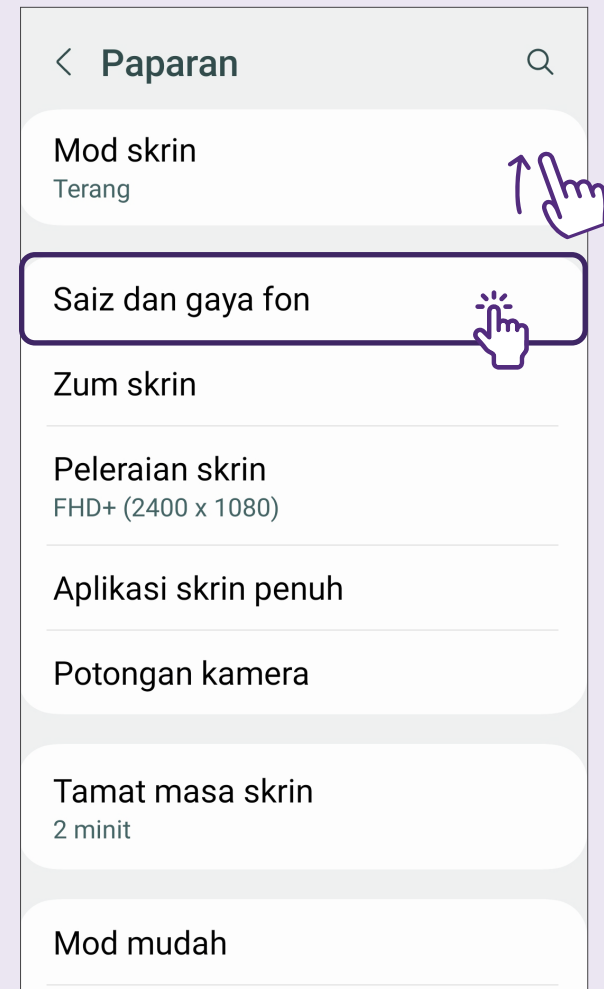 Paparan
Mod skrin
Terang
Saiz dan gaya fon
Zum skrin
Peleraian skrin
FHD+ (2400 x 1080)
Aplikasi skrin penuh
Potongan kamera
Tamat masa skrin
2 minit
Mod mudah